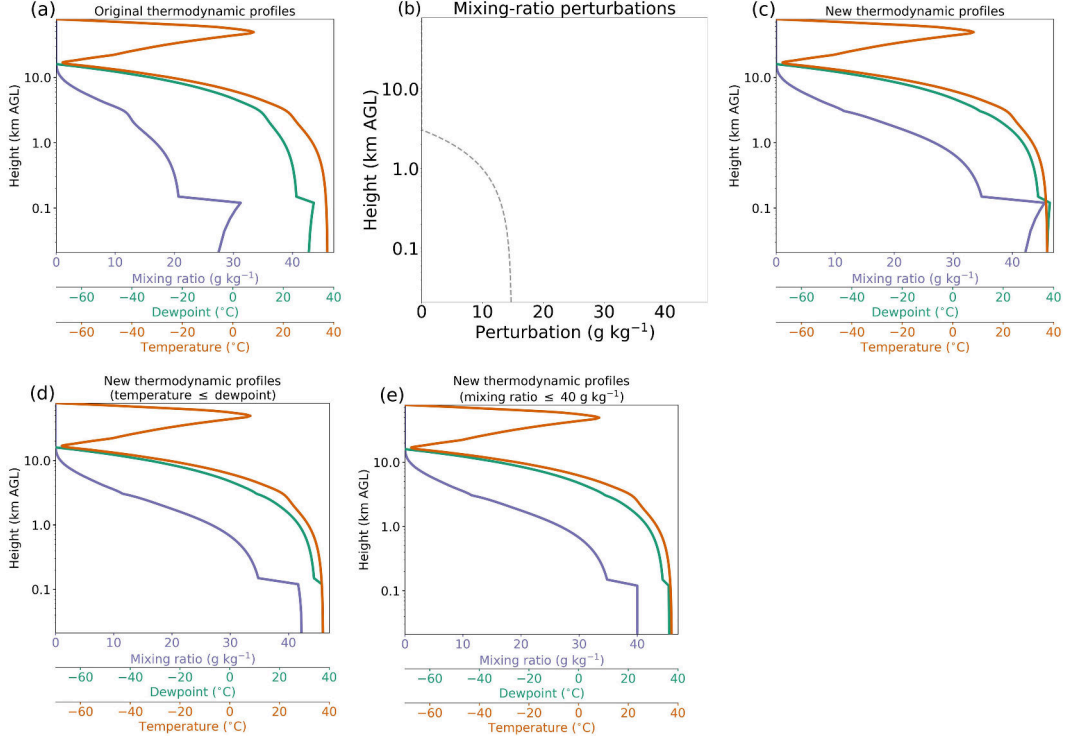 (a)
Original thermodynamic profiles
Height (km AGL)
10.0
1.0
0.1
0 10 20 30 40
Mixing ratio (g kg⁻¹)
−60 −40 −20 0 20 40
Dewpoint (°C)
−60 −40 −20 0 20 40
Temperature (°C)
(b)
Mixing-ratio perturbations
Height (km AGL)
10.0
1.0
0.1
0 10 20 30 40
Perturbation (g kg⁻¹)
(c)
New thermodynamic profiles
Height (km AGL)
10.0
1.0
0.1
0 10 20 30 40
Mixing ratio (g kg⁻¹)
−60 −40 −20 0 20 40
Dewpoint (°C)
−60 −40 −20 0 20 40
Temperature (°C)
(d)
New thermodynamic profiles
(temperature ≤ dewpoint)
Height (km AGL)
10.0
1.0
0.1
0 10 20 30 40
Mixing ratio (g kg⁻¹)
−60 −40 −20 0 20 40
Dewpoint (°C)
−60 −40 −20 0 20 40
Temperature (°C)
(e)
New thermodynamic profiles
(mixing ratio ≤ 40 g kg⁻¹)
Height (km AGL)
10.0
1.0
0.1
0 10 20 30 40
Mixing ratio (g kg⁻¹)
−60 −40 −20 0 20 40
Dewpoint (°C)
−60 −40 −20 0 20 40
Temperature (°C)